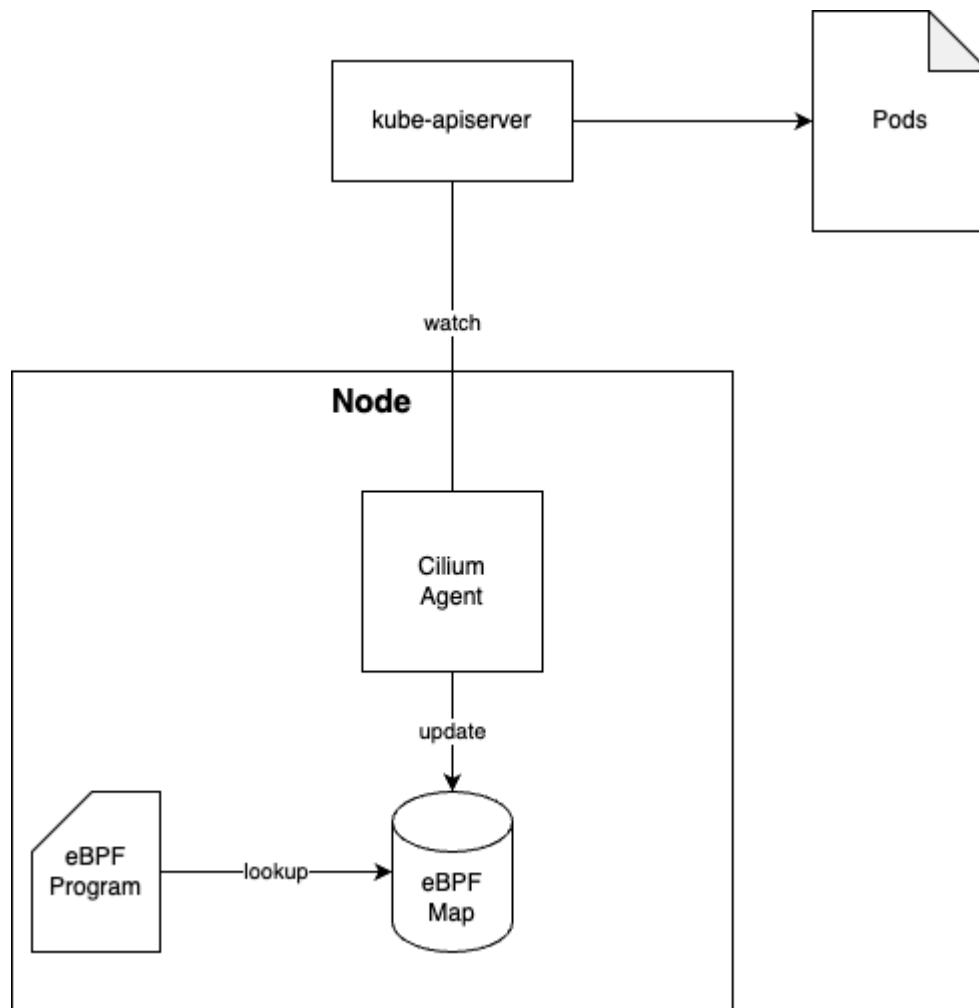 kube-apiserver
Pods
watch
Node
Cilium
Agent
update
eBPF
Program
lookup
eBPF
Map